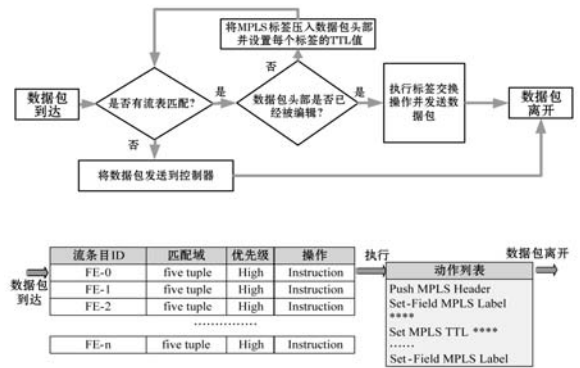 将MPLS标签压入数据包头部
并设置每个标签的TTL值
否
数据包
到达
是否有流表匹配?
是
数据包头部是否已
经被编辑?
是
执行标签交换
操作并发送数
据包
数据包
离开
否
将数据包发送到控制器
数据包
到达
流条目ID 匹配域 优先级 操作
FE-0 five tuple High Instruction
FE-1 five tuple High Instruction
FE-2 five tuple High Instruction
……………
FE-n five tuple High Instruction
执行
数据包离开
动作列表
Push MPLS Header
Set-Field MPLS Label
****
Set MPLS TTL ****
……
Set-Field MPLS Label